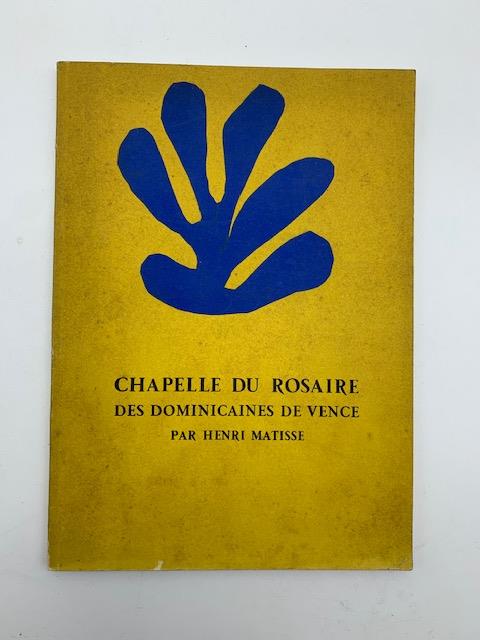 CHAPELLE DU ROSAIRE
DES DOMINICAINES DE VENCE
PAR HENRI MATISSE